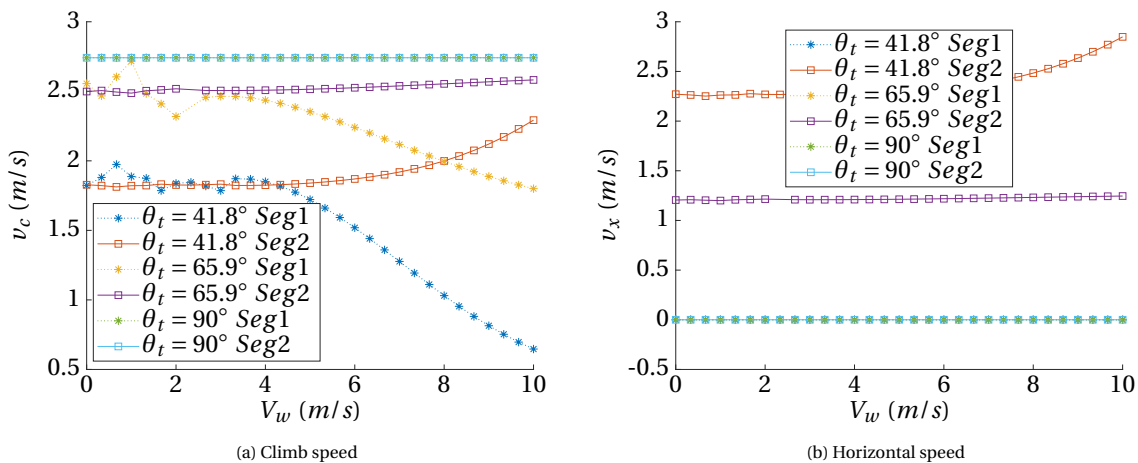 3
2.5
2
1.5
1
0.5
v_c (m/s)
0 2 4 6 8 10
V_w (m/s)
θ_t = 41.8° Seg1
θ_t = 41.8° Seg2
θ_t = 65.9° Seg1
θ_t = 65.9° Seg2
θ_t = 90° Seg1
θ_t = 90° Seg2
(a) Climb speed
3
2.5
2
1.5
1
0.5
0
-0.5
v_x (m/s)
0 2 4 6 8 10
V_w (m/s)
θ_t = 41.8° Seg1
θ_t = 41.8° Seg2
θ_t = 65.9° Seg1
θ_t = 65.9° Seg2
θ_t = 90° Seg1
θ_t = 90° Seg2
(b) Horizontal speed